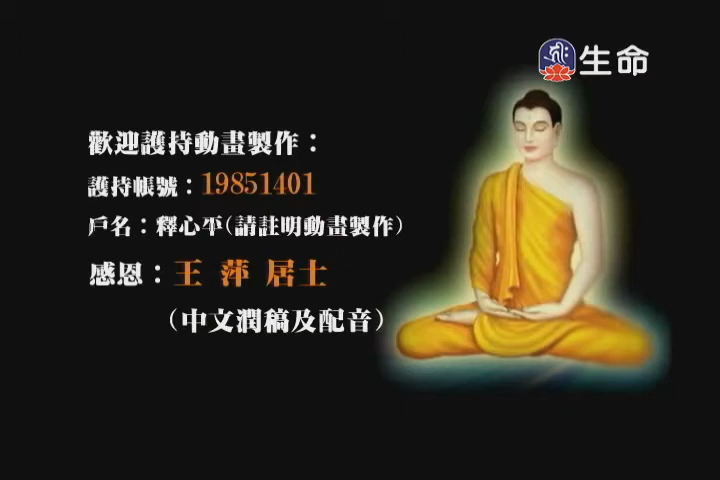 生命
歡迎護持動畫製作：
護持帳號：19851401
戶名：釋心平(請註明動畫製作)
感恩：王 萍 居士
(中文潤稿及配音)